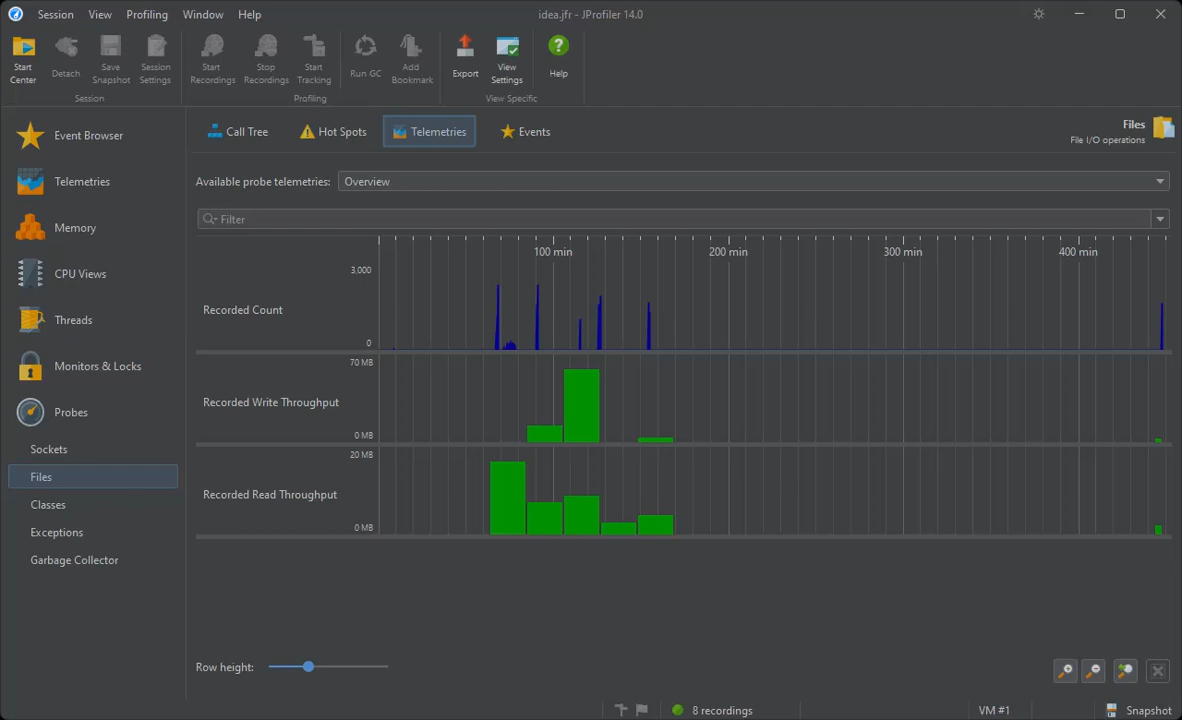 Session View Profiling Window Help
idea.jfr - JProfiler 14.0
Start Center
Detach
Save Snapshot
Session Settings
Start Recordings
Stop Recordings
Start Tracking
Run GC
Add Bookmark
Export
View Settings
Help
Session
Profiling
View Specific
Event Browser
Telemetries
Memory
CPU Views
Threads
Monitors & Locks
Probes
Sockets
Files
Classes
Exceptions
Garbage Collector
Call Tree
Hot Spots
Telemetries
Events
Files
File I/O operations
Available probe telemetries: Overview
Filter
100 min 200 min 300 min 400 min
3,000
Recorded Count
0
70 MB
Recorded Write Throughput
0 MB
20 MB
Recorded Read Throughput
0 MB
Row height:
8 recordings
VM #1
Snapshot